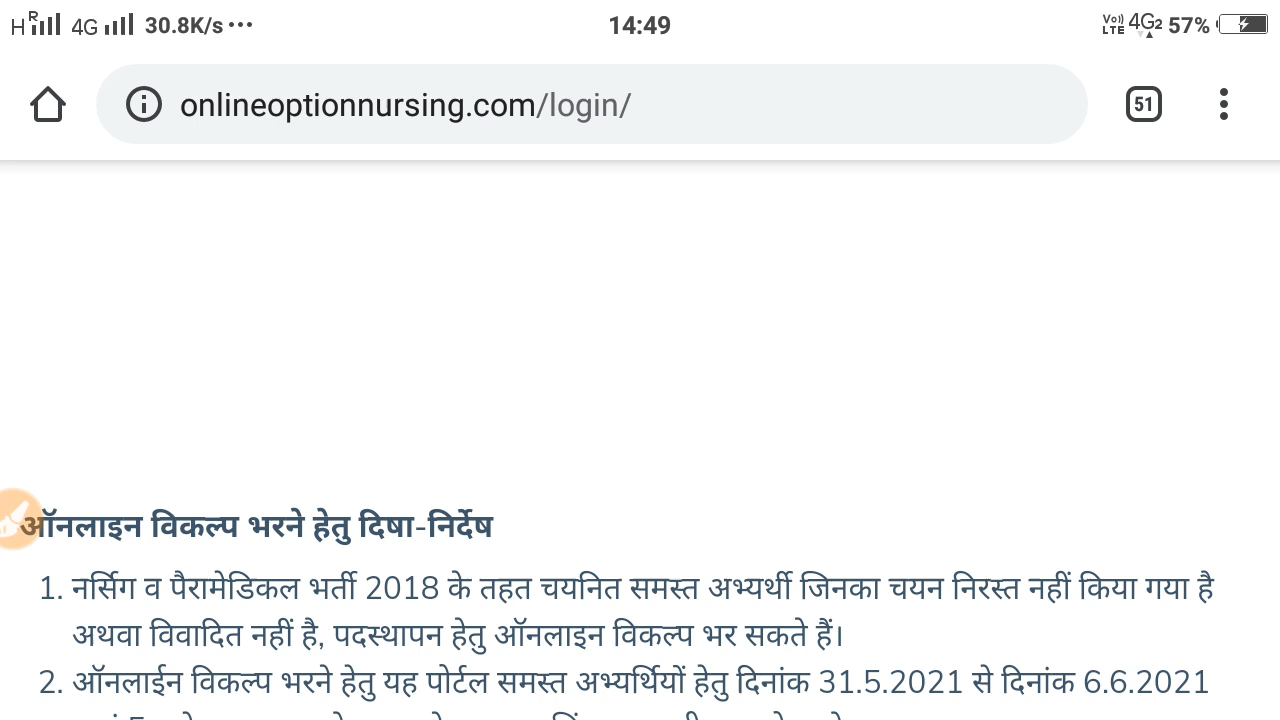 H R 4G 30.8K/s ••• 14:49 Vo)) LTE 4G2 57%
onlineoptionnursing.com/login/ 51
ऑनलाइन विकल्प भरने हेतु दिषा-निर्देष
1. नर्सिग व पैरामेडिकल भर्ती 2018 के तहत चयनित समस्त अभ्यर्थी जिनका चयन निरस्त नहीं किया गया है
अथवा विवादित नहीं है, पदस्थापन हेतु ऑनलाइन विकल्प भर सकते हैं।
2. ऑनलाईन विकल्प भरने हेतु यह पोर्टल समस्त अभ्यर्थियों हेतु दिनांक 31.5.2021 से दिनांक 6.6.2021